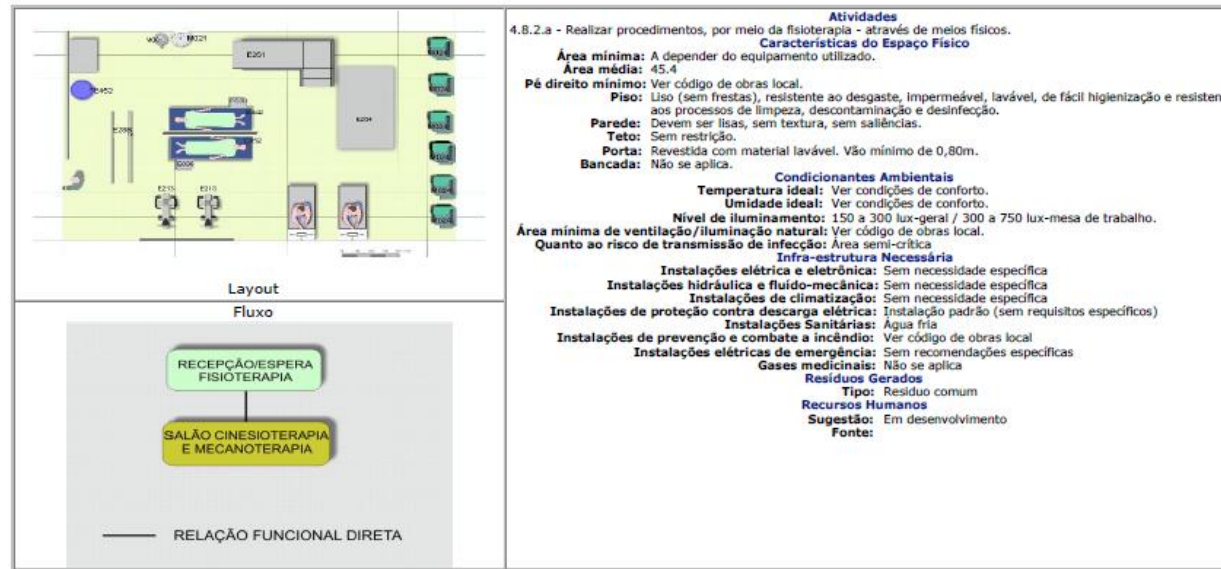 E201
E204
E213
Layout
Fluxo
RECEPÇÃO/ESPERA
FISIOTERAPIA
SALÃO CINESIOTERAPIA
E MECANOTERAPIA
RELAÇÃO FUNCIONAL DIRETA
Atividades
4.8.2.a - Realizar procedimentos, por meio da fisioterapia - através de meios físicos.
Características do Espaço Físico
Área mínima: A depender do equipamento utilizado.
Área média: 45.4
Pé direito mínimo: Ver código de obras local.
Piso: Liso (sem frestas), resistente ao desgaste, impermeável, lavável, de fácil higienização e resisten
aos processos de limpeza, descontaminação e desinfecção.
Parede: Devem ser lisas, sem textura, sem saliências.
Teto: Sem restrição.
Porta: Revestida com material lavável. Vão mínimo de 0,80m.
Bancada: Não se aplica.
Condicionantes Ambientais
Temperatura ideal: Ver condições de conforto.
Umidade ideal: Ver condições de conforto.
Nível de iluminamento: 150 a 300 lux-geral / 300 a 750 lux-mesa de trabalho.
Área mínima de ventilação/iluminação natural: Ver código de obras local.
Quanto ao risco de transmissão de infecção: Área semi-crítica
Infra-estrutura Necessária
Instalações elétrica e eletrônica: Sem necessidade específica
Instalações hidráulica e fluído-mecânica: Sem necessidade específica
Instalações de climatização: Sem necessidade específica
Instalações de proteção contra descarga elétrica: Instalação padrão (sem requisitos específicos)
Instalações Sanitárias: Água fria
Instalações de prevenção e combate a incêndio: Ver código de obras local
Instalações elétricas de emergência: Sem recomendações específicas
Gases medicinais: Não se aplica
Resíduos Gerados
Tipo: Residuo comum
Recursos Humanos
Sugestão: Em desenvolvimento
Fonte: